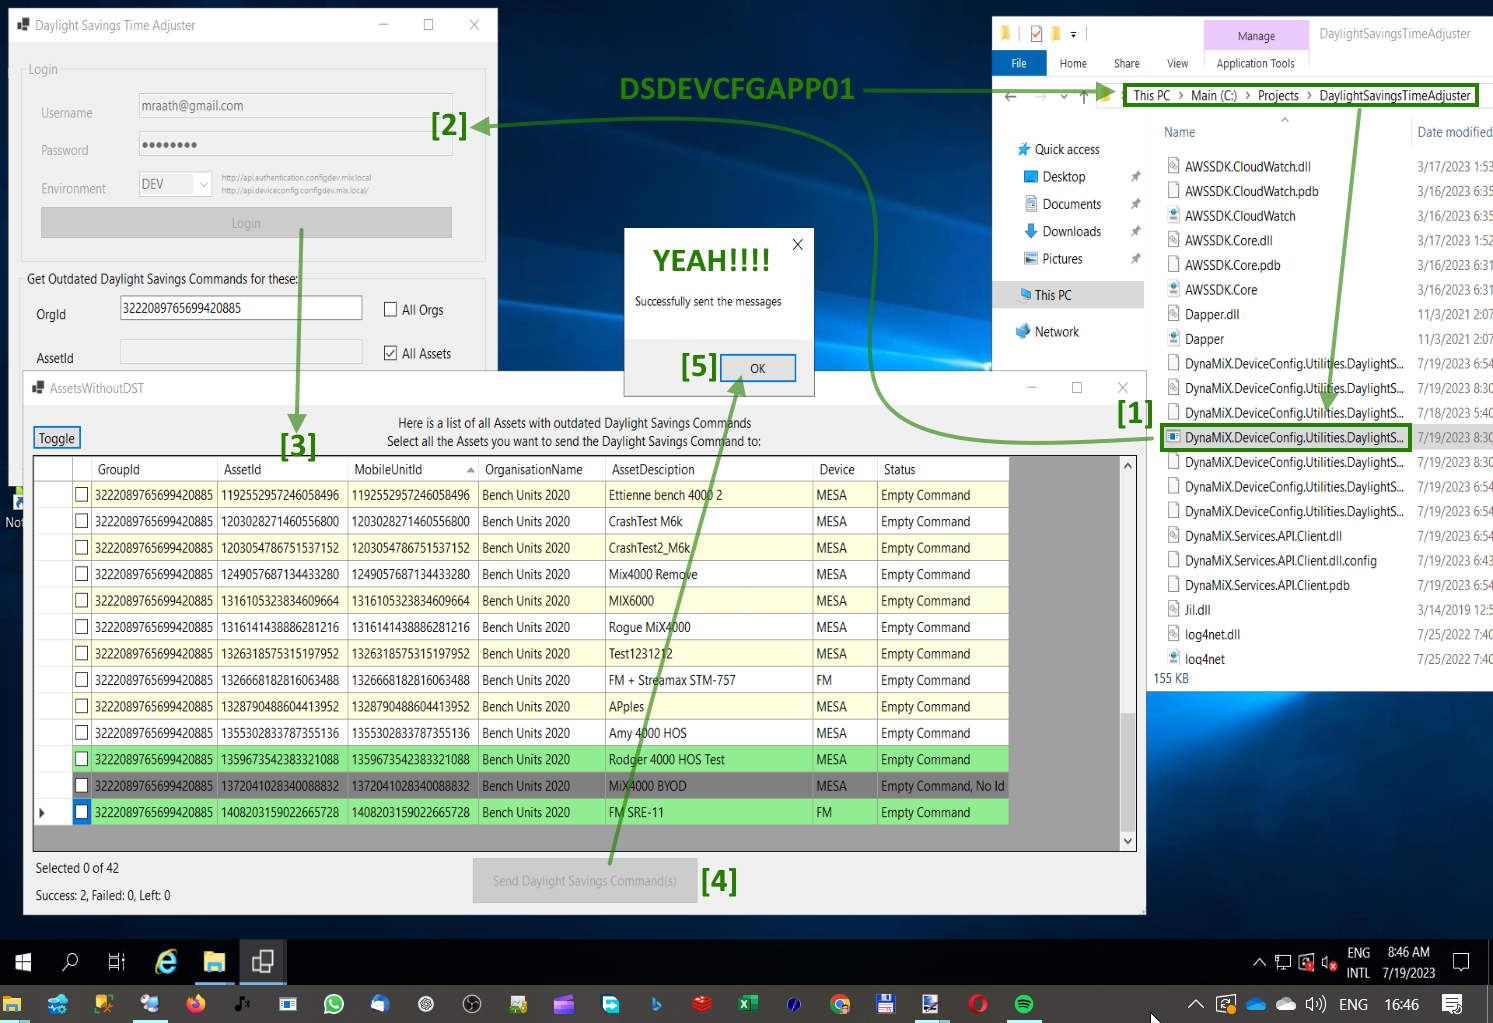 Daylight Savings Time Adjuster
Login
Username
mraath@gmail.com
Password
Environment
DEV
http://api.authentication.configdev.mix.local
http://api.deviceconfig.configdev.mix.local/
Login
[2]
Get Outdated Daylight Savings Commands for these:
OrgId
3222089765699420885
All Orgs
AssetId
All Assets
DSDEVCFGAPP01
YEAH!!!!
Successfully sent the messages
[5]
OK
Manage
DaylightSavingsTimeAdjuster
File
Home
Share
View
Application Tools
This PC > Main (C:) > Projects > DaylightSavingsTimeAdjuster
Quick access
Desktop
Documents
Downloads
Pictures
This PC
Network
Name Date modified
AWSSDK.CloudWatch.dll 3/17/2023 1:53
AWSSDK.CloudWatch.pdb 3/16/2023 6:35
AWSSDK.CloudWatch 3/16/2023 6:35
AWSSDK.Core.dll 3/17/2023 1:52
AWSSDK.Core.pdb 3/16/2023 6:31
AWSSDK.Core 3/16/2023 6:31
Dapper.dll 11/3/2021 2:07
Dapper 11/3/2021 2:07
DynaMiX.DeviceConfig.Utilities.DaylightS... 7/19/2023 6:54
DynaMiX.DeviceConfig.Utilities.DaylightS... 7/19/2023 8:30
DynaMiX.DeviceConfig.Utilities.DaylightS... 7/18/2023 5:40
[1]
DynaMiX.DeviceConfig.Utilities.DaylightS... 7/19/2023 8:30
DynaMiX.DeviceConfig.Utilities.DaylightS... 7/19/2023 8:30
DynaMiX.DeviceConfig.Utilities.DaylightS... 7/19/2023 6:54
DynaMiX.DeviceConfig.Utilities.DaylightS... 7/19/2023 6:54
DynaMiX.Services.API.Client.dll 7/19/2023 6:54
DynaMiX.Services.API.Client.dll.config 7/19/2023 6:43
DynaMiX.Services.API.Client.pdb 7/19/2023 6:54
Jil.dll 3/14/2019 12:5
log4net.dll 7/25/2022 7:40
log4net 7/25/2022 7:40
155 KB
AssetsWithoutDST
Here is a list of all Assets with outdated Daylight Savings Commands
Select all the Assets you want to send the Daylight Savings Command to:
Toggle
[3]
GroupId AssetId MobileUnitId OrganisationName AssetDesciption Device Status
3222089765699420885 1192552957246058496 1192552957246058496 Bench Units 2020 Ettienne bench 4000 2 MESA Empty Command
3222089765699420885 1203028271460556800 1203028271460556800 Bench Units 2020 CrashTest M6k MESA Empty Command
3222089765699420885 1203054786751537152 1203054786751537152 Bench Units 2020 CrashTest2_M6k MESA Empty Command
3222089765699420885 1249057687134433280 1249057687134433280 Bench Units 2020 Mix4000 Remove MESA Empty Command
3222089765699420885 1316105323834609664 1316105323834609664 Bench Units 2020 MIX6000 MESA Empty Command
3222089765699420885 1316141438886281216 1316141438886281216 Bench Units 2020 Rogue MiX4000 MESA Empty Command
3222089765699420885 1326318575315197952 1326318575315197952 Bench Units 2020 Test1231212 MESA Empty Command
3222089765699420885 1326668182816063488 1326668182816063488 Bench Units 2020 FM + Streamax STM-757 FM Empty Command
3222089765699420885 1328790488604413952 1328790488604413952 Bench Units 2020 APples MESA Empty Command
3222089765699420885 1355302833787355136 1355302833787355136 Bench Units 2020 Amy 4000 HOS MESA Empty Command
3222089765699420885 1359673542383321088 1359673542383321088 Bench Units 2020 Rodger 4000 HOS Test MESA Empty Command
3222089765699420885 1372041028340088832 1372041028340088832 Bench Units 2020 MiX4000 BYOD MESA Empty Command, No Id
3222089765699420885 1408203159022665728 1408203159022665728 Bench Units 2020 FM SRE-11 FM Empty Command
Selected 0 of 42
Success: 2, Failed: 0, Left: 0
Send Daylight Savings Command(s)
[4]
ENG
INTL
8:46 AM
7/19/2023
ENG
16:46